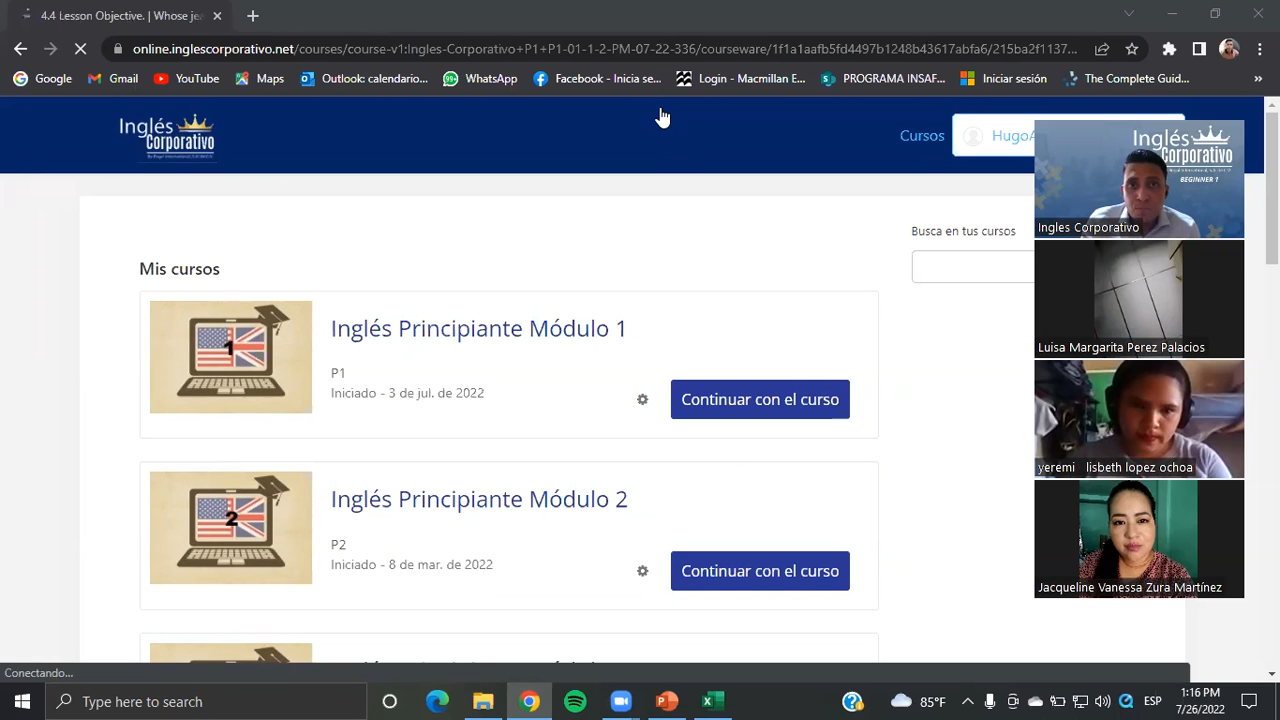 4.4 Lesson Objective. | Whose je
online.inglescorporativo.net/courses/course-v1:Ingles-Corporativo+P1+P1-01-1-2-PM-07-22-336/courseware/1f1a1aafb5fd4497b1248b43617abfa6/215ba2f1137...
Google Gmail YouTube Maps Outlook: calendario... WhatsApp Facebook - Inicia se... Login - Macmillan E... PROGRAMA INSAF... Iniciar sesión The Complete Guid... »
Inglés
Corporativo
Cursos
HugoA
Inglés
Corporativo
BEGINNER 1
Ingles Corporativo
Busca en tus cursos
Mis cursos
1
Inglés Principiante Módulo 1
P1
Iniciado - 3 de jul. de 2022
Continuar con el curso
Luisa Margarita Perez Palacios
yeremi lisbeth lopez ochoa
2
Inglés Principiante Módulo 2
P2
Iniciado - 8 de mar. de 2022
Continuar con el curso
Jacqueline Vanessa Zura Martínez
Conectando...
Type here to search
85°F
ESP
1:16 PM
7/26/2022